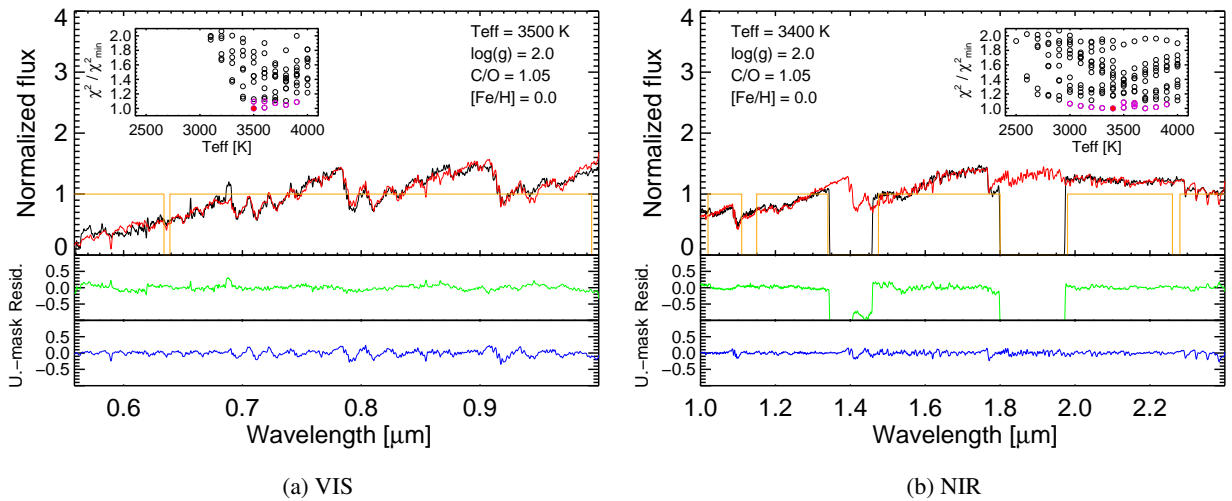 Normalized flux
4
3
2
1
0
χ² / χ²min
2.0
1.8
1.6
1.4
1.2
1.0
2500 3000 3500 4000
Teff [K]
Teff = 3500 K
log(g) = 2.0
C/O = 1.05
[Fe/H] = 0.0
Resid.
0.5
0.0
−0.5
U.−mask
0.5
0.0
−0.5
0.6 0.7 0.8 0.9
Wavelength [μm]
(a) VIS
Normalized flux
4
3
2
1
0
Teff = 3400 K
log(g) = 2.0
C/O = 1.05
[Fe/H] = 0.0
χ² / χ²min
2.0
1.8
1.6
1.4
1.2
1.0
2500 3000 3500 4000
Teff [K]
Resid.
0.5
0.0
−0.5
U.−mask
0.5
0.0
−0.5
1.0 1.2 1.4 1.6 1.8 2.0 2.2
Wavelength [μm]
(b) NIR